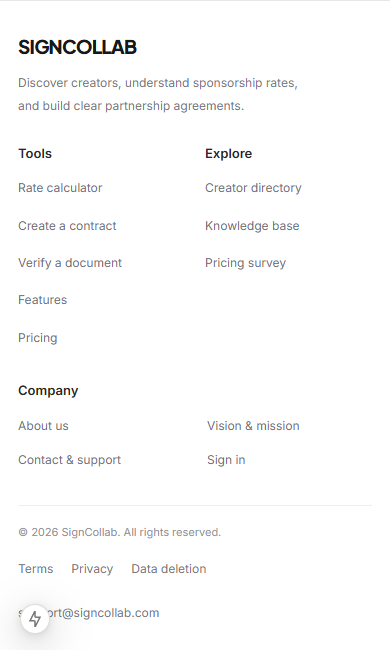 SIGNCOLLAB
Discover creators, understand sponsorship rates,
and build clear partnership agreements.
Tools
Rate calculator
Create a contract
Verify a document
Features
Pricing
Explore
Creator directory
Knowledge base
Pricing survey
Company
About us
Vision & mission
Contact & support
Sign in
© 2026 SignCollab. All rights reserved.
Terms Privacy Data deletion